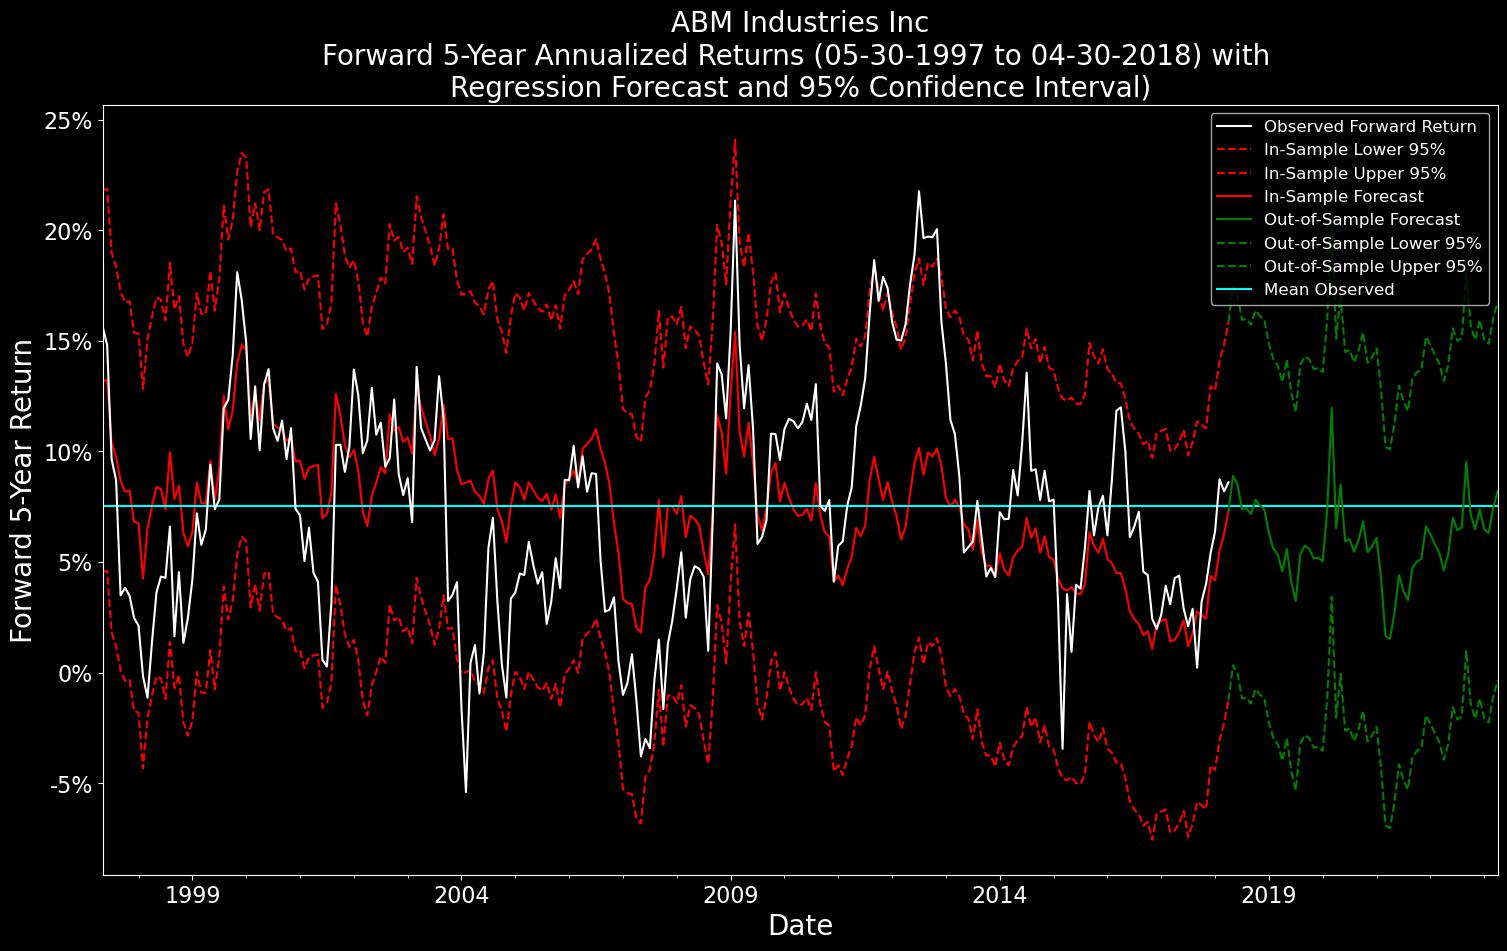 ABM Industries Inc
Forward 5-Year Annualized Returns (05-30-1997 to 04-30-2018) with
Regression Forecast and 95% Confidence Interval)
Forward 5-Year Return
25%
20%
15%
10%
5%
0%
-5%
Observed Forward Return
In-Sample Lower 95%
In-Sample Upper 95%
In-Sample Forecast
Out-of-Sample Forecast
Out-of-Sample Lower 95%
Out-of-Sample Upper 95%
Mean Observed
1999 2004 2009 2014 2019
Date